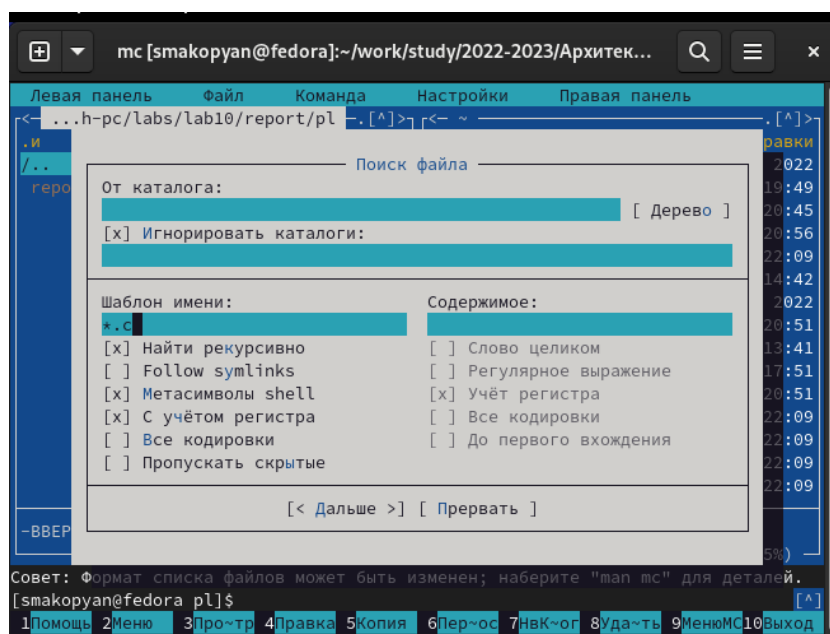 mc [smakopyan@fedora]:~/work/study/2022-2023/Архитек...
Левая панель Файл Команда Настройки Правая панель
<— ...h-pc/labs/lab10/report/pl —.[^]> <— ~ —.[^]>
.и равки
/.. 2022
repo 19:49
Поиск файла
От каталога:
[ Дерево ] 20:45
[x] Игнорировать каталоги: 20:56
22:09
14:42
Шаблон имени: Содержимое: 2022
*.c 20:51
[x] Найти рекурсивно [ ] Слово целиком 13:41
[ ] Follow symlinks [ ] Регулярное выражение 17:51
[x] Метасимволы shell [x] Учёт регистра 20:51
[x] С учётом регистра [ ] Все кодировки 22:09
[ ] Все кодировки [ ] До первого вхождения 22:09
[ ] Пропускать скрытые 22:09
22:09
[< Дальше >] [ Прервать ]
-ВВЕР
5%)
Совет: Формат списка файлов может быть изменен; наберите "man mc" для деталей.
[smakopyan@fedora pl]$ [^]
1Помощь 2Меню 3Про~тр 4Правка 5Копия 6Пер~ос 7НвК~ог 8Уда~ть 9МенюMC 10Выход